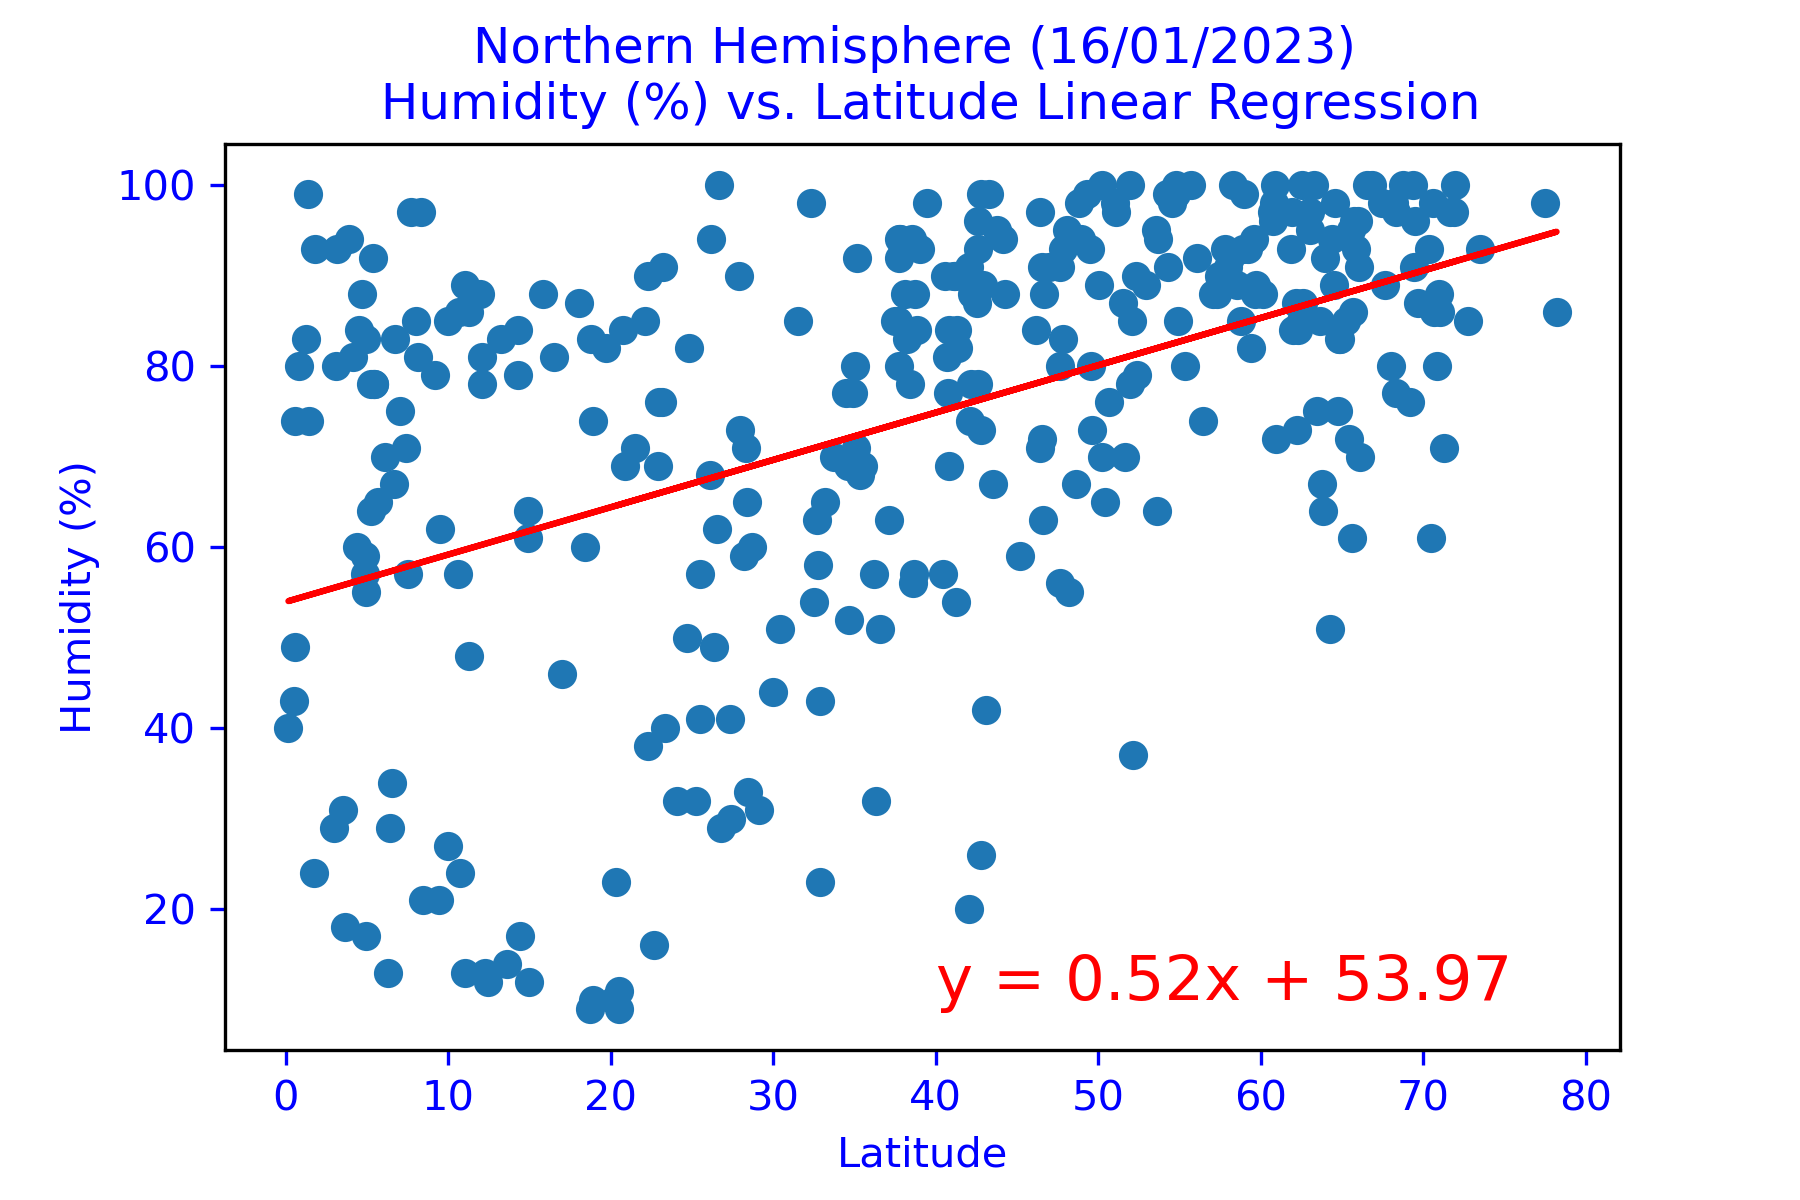 Northern Hemisphere (16/01/2023)
Humidity (%) vs. Latitude Linear Regression
Humidity (%)
100
80
60
40
20
y = 0.52x + 53.97
0 10 20 30 40 50 60 70 80
Latitude